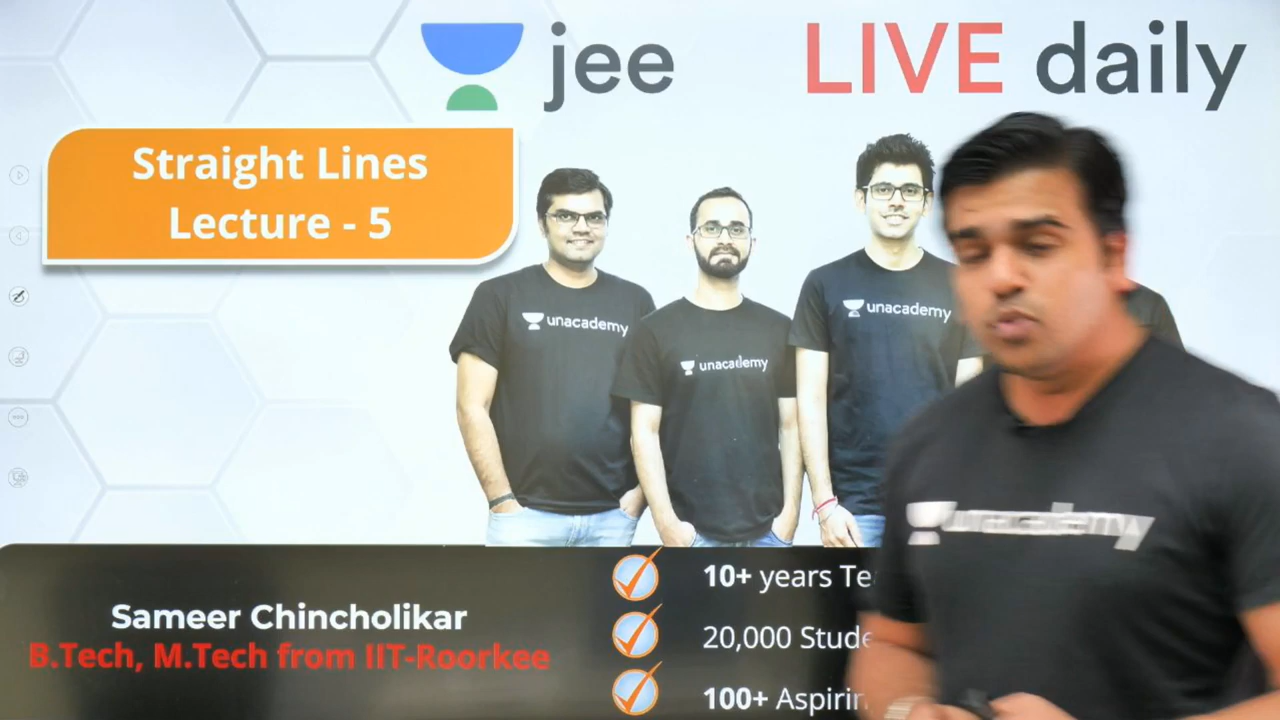 jee
LIVE daily
Straight Lines
Lecture - 5
unacademy
unacademy
unacademy
unacademy
Sameer Chincholikar
B.Tech, M.Tech from IIT-Roorkee
10+ years
20,000
100+